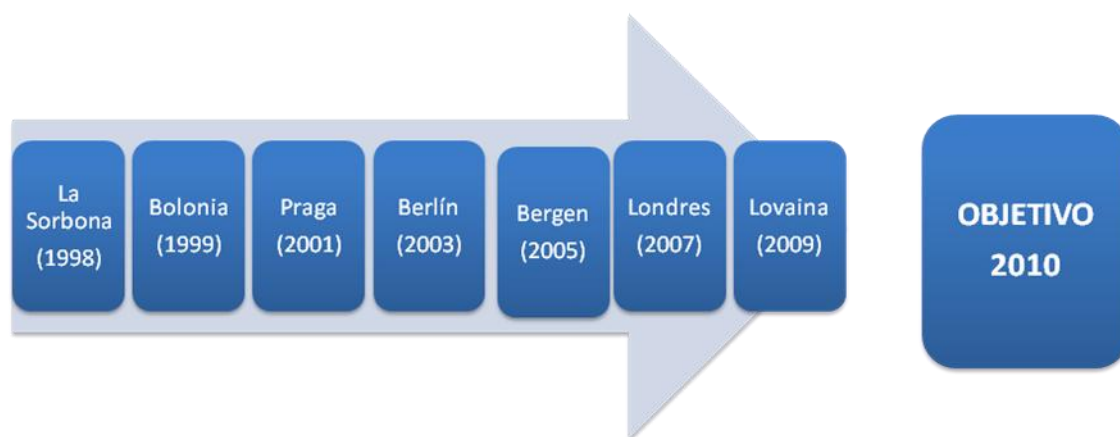 La
Sorbona
(1998)
Bolonia
(1999)
Praga
(2001)
Berlín
(2003)
Bergen
(2005)
Londres
(2007)
Lovaina
(2009)
OBJETIVO
2010